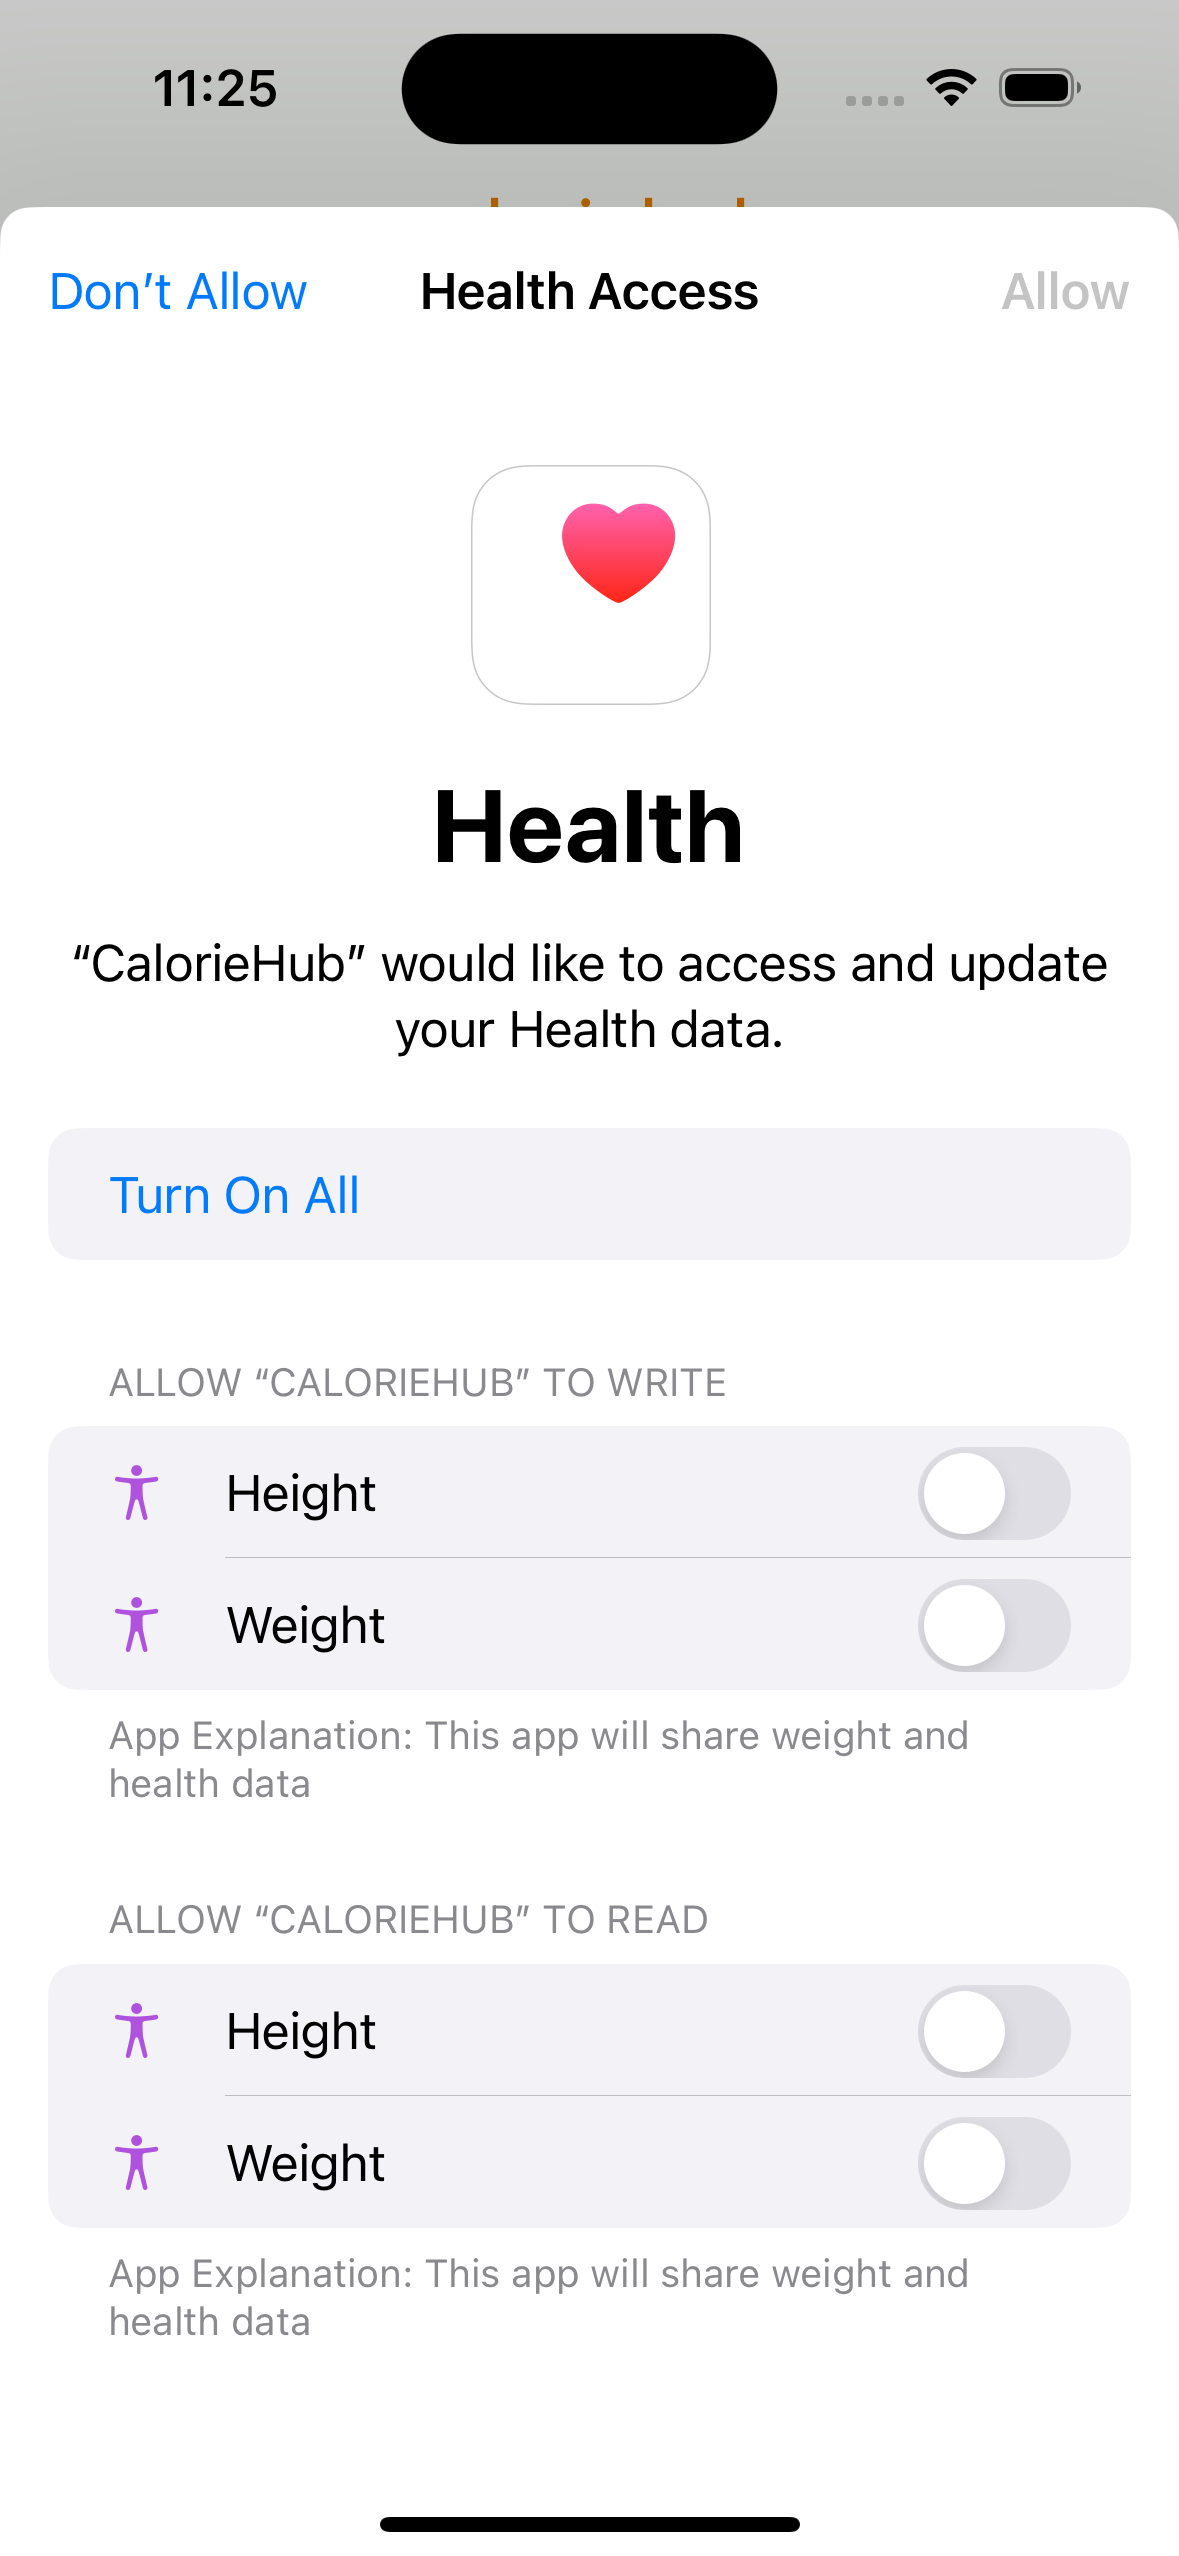 11:25
Don’t Allow
Health Access
Allow
Health
“CalorieHub” would like to access and update
your Health data.
Turn On All
ALLOW “CALORIEHUB” TO WRITE
Height
Weight
App Explanation: This app will share weight and
health data
ALLOW “CALORIEHUB” TO READ
Height
Weight
App Explanation: This app will share weight and
health data